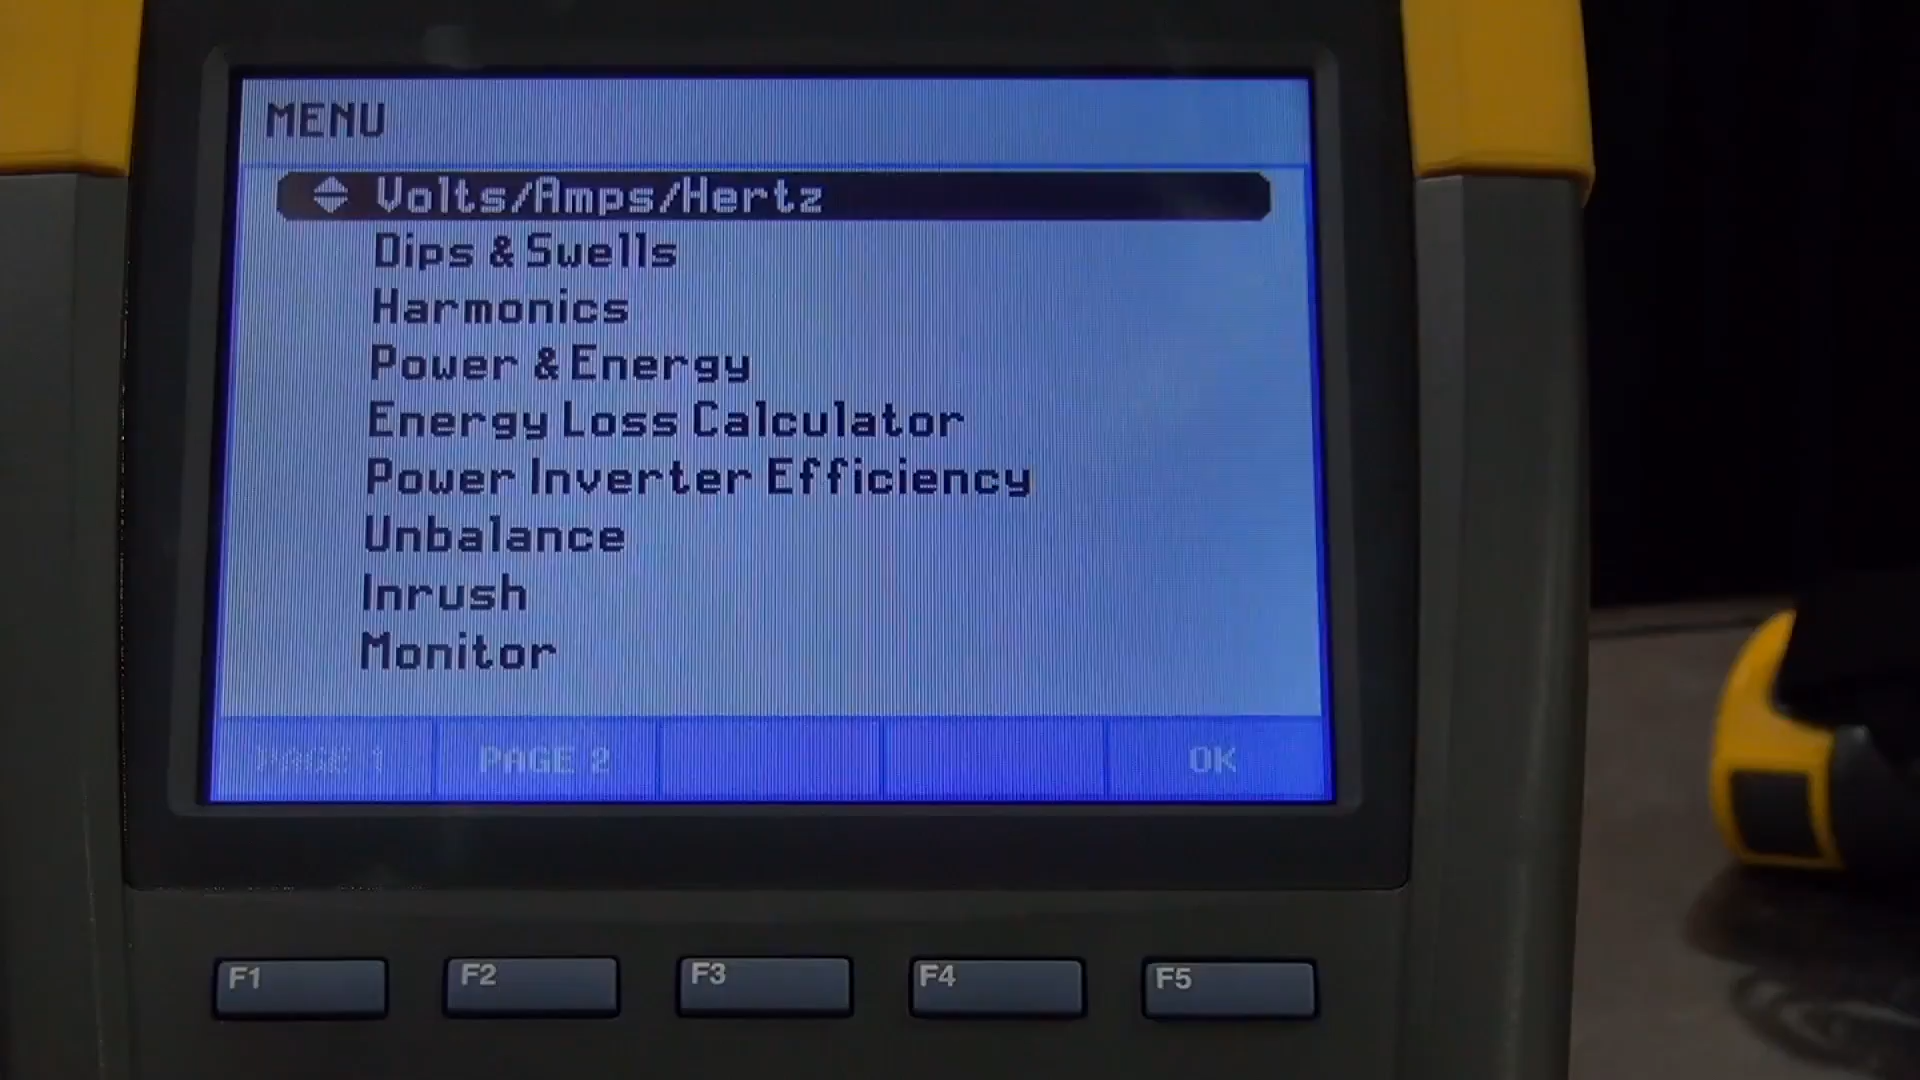 MENU
Volts/Amps/Hertz
Dips & Swells
Harmonics
Power & Energy
Energy Loss Calculator
Power Inverter Efficiency
Unbalance
Inrush
Monitor
PAGE 1 PAGE 2 OK
F1 F2 F3 F4 F5